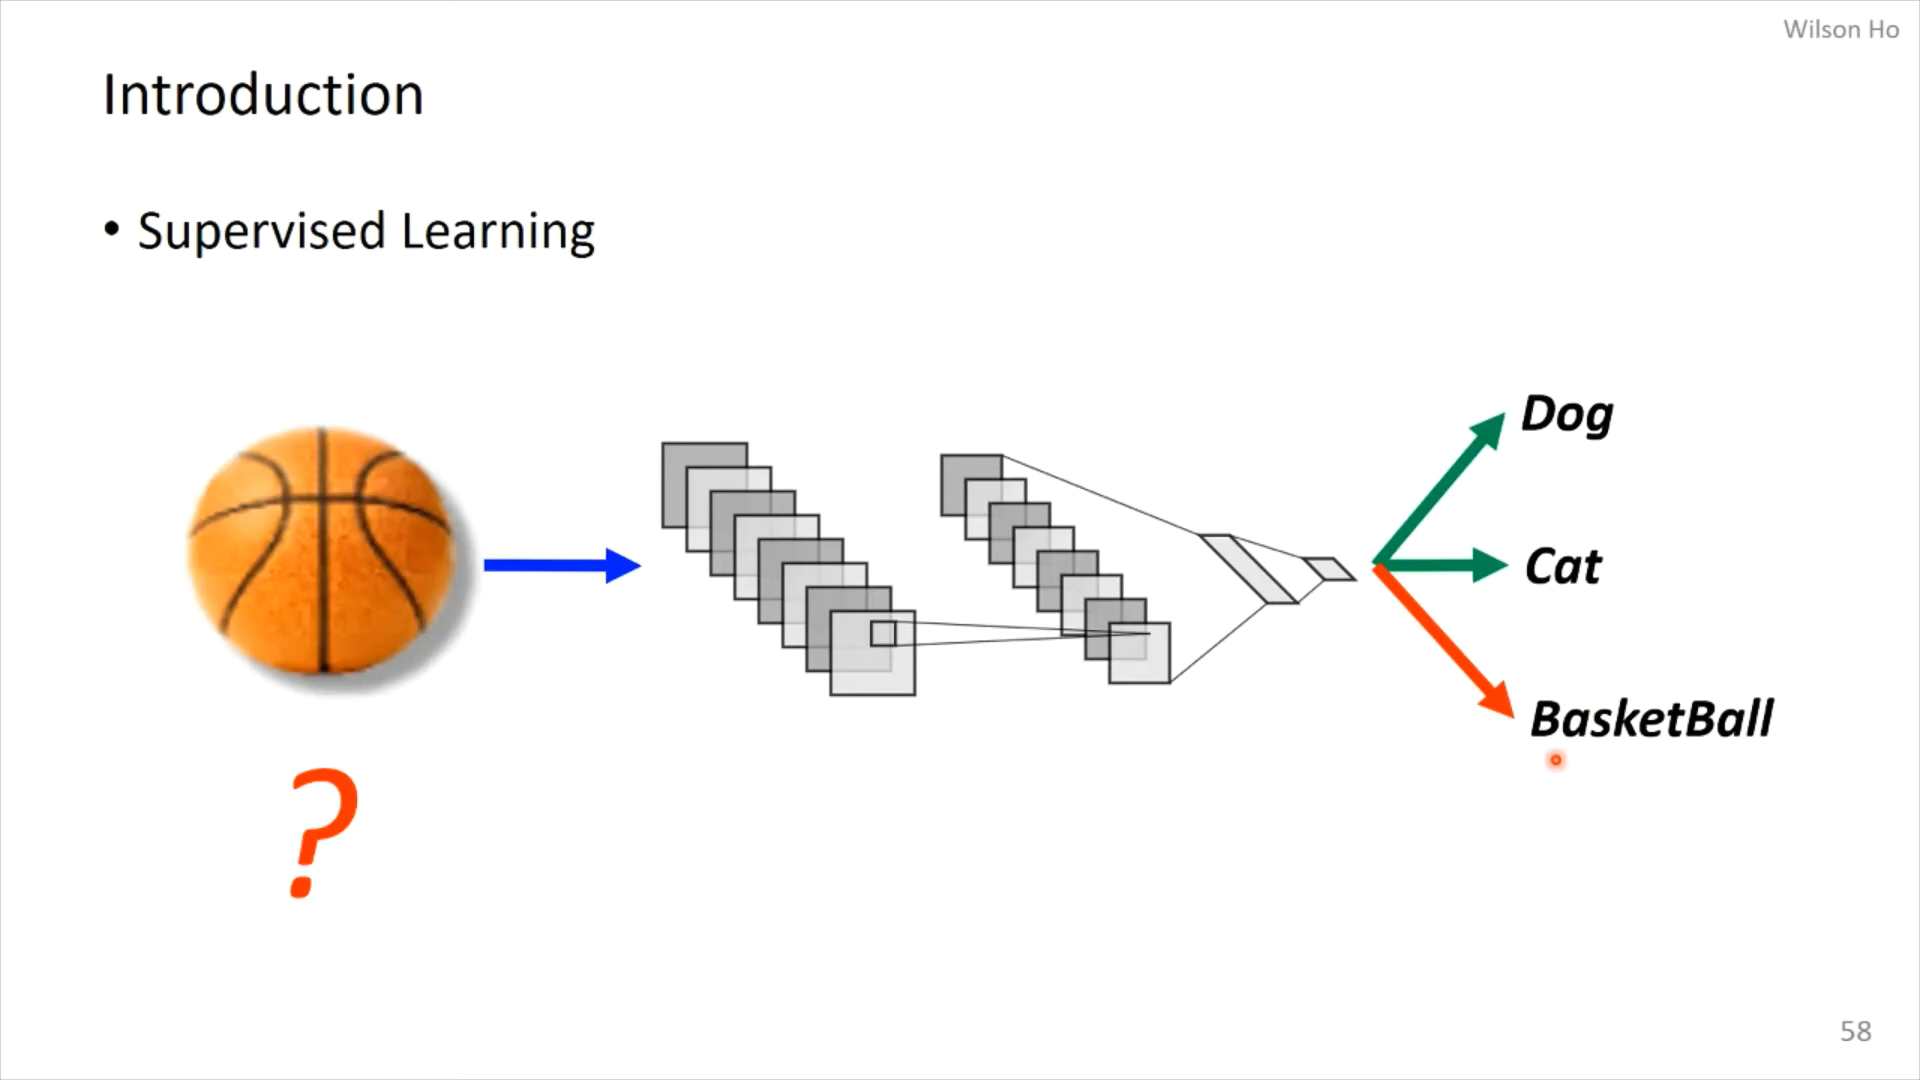 Wilson Ho
Introduction
• Supervised Learning
Dog
Cat
BasketBall
?
58